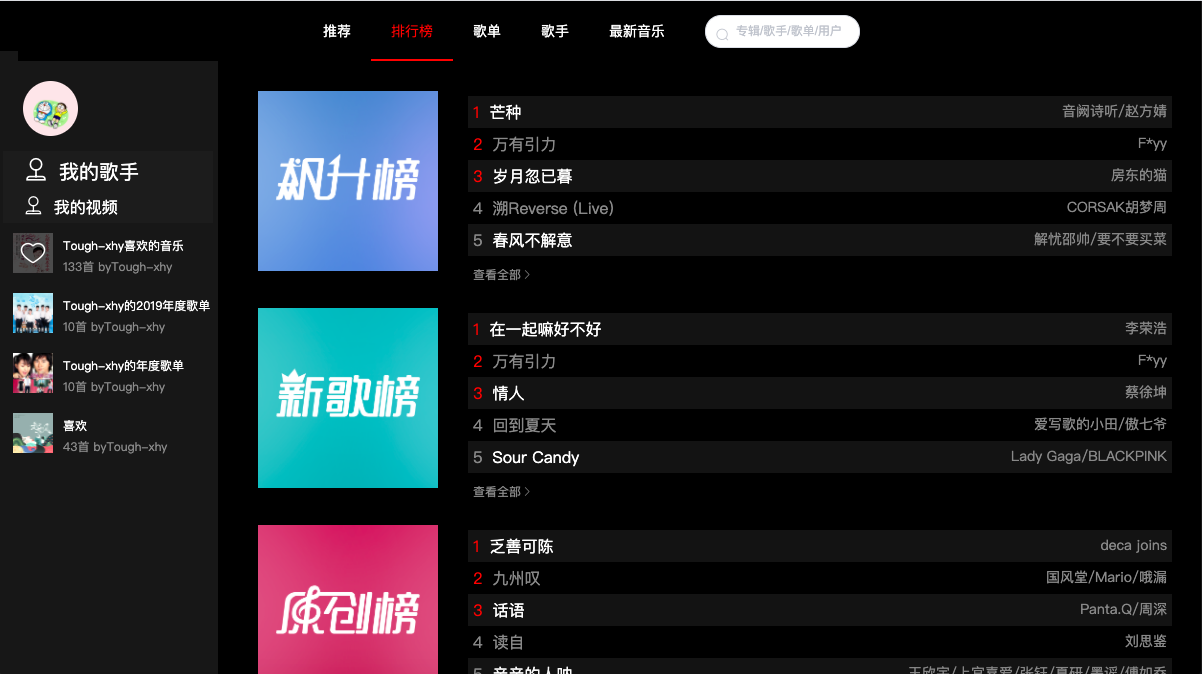 推荐 排行榜 歌单 歌手 最新音乐 专辑/歌手/歌单/用户
我的歌手
我的视频
Tough-xhy喜欢的音乐
133首 byTough-xhy
Tough-xhy的2019年度歌单
10首 byTough-xhy
Tough-xhy的年度歌单
10首 byTough-xhy
喜欢
43首 byTough-xhy
飙升榜
1 芒种 音阙诗听/赵方婧
2 万有引力 F*yy
3 岁月忽已暮 房东的猫
4 溯Reverse (Live) CORSAK胡梦周
5 春风不解意 解忧邵帅/要不要买菜
查看全部
新歌榜
1 在一起嘛好不好 李荣浩
2 万有引力 F*yy
3 情人 蔡徐坤
4 回到夏天 爱写歌的小田/傲七爷
5 Sour Candy Lady Gaga/BLACKPINK
查看全部
原创榜
1 乏善可陈 deca joins
2 九州叹 国风堂/Mario/哦漏
3 话语 Panta.Q/周深
4 读自 刘思鉴
5